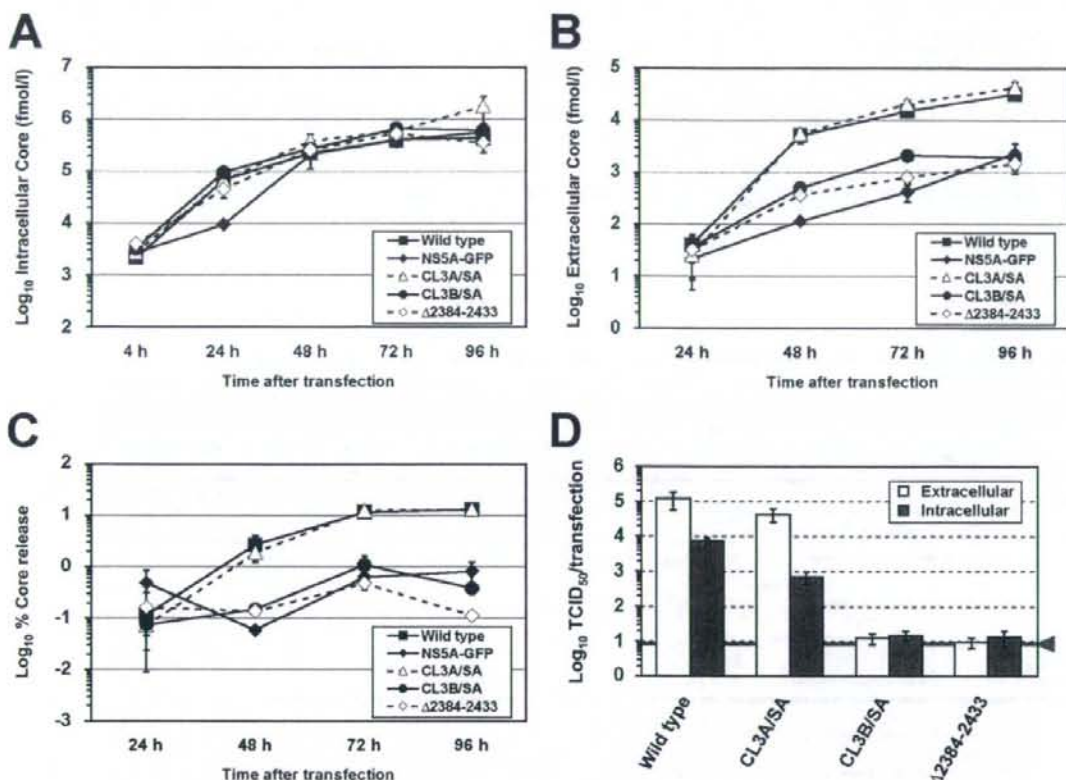 A
Log10 Intracellular Core (fmol/l)
7
6
5
4
3
2
4 h 24 h 48 h 72 h 96 h
Time after transfection
Wild type
NS5A-GFP
CL3A/SA
CL3B/SA
Δ2384-2433
B
Log10 Extracellular Core (fmol/l)
5
4
3
2
1
0
24 h 48 h 72 h 96 h
Time after transfection
Wild type
NS5A-GFP
CL3A/SA
CL3B/SA
Δ2384-2433
C
Log10 % Core release
2
1
0
-1
-2
-3
24 h 48 h 72 h 96 h
Time after transfection
Wild type
NS5A-GFP
CL3A/SA
CL3B/SA
Δ2384-2433
D
Log10 TCID50/transfection
6
5
4
3
2
1
0
Extracellular
Intracellular
Wild type
CL3A/SA
CL3B/SA
Δ2384-2433